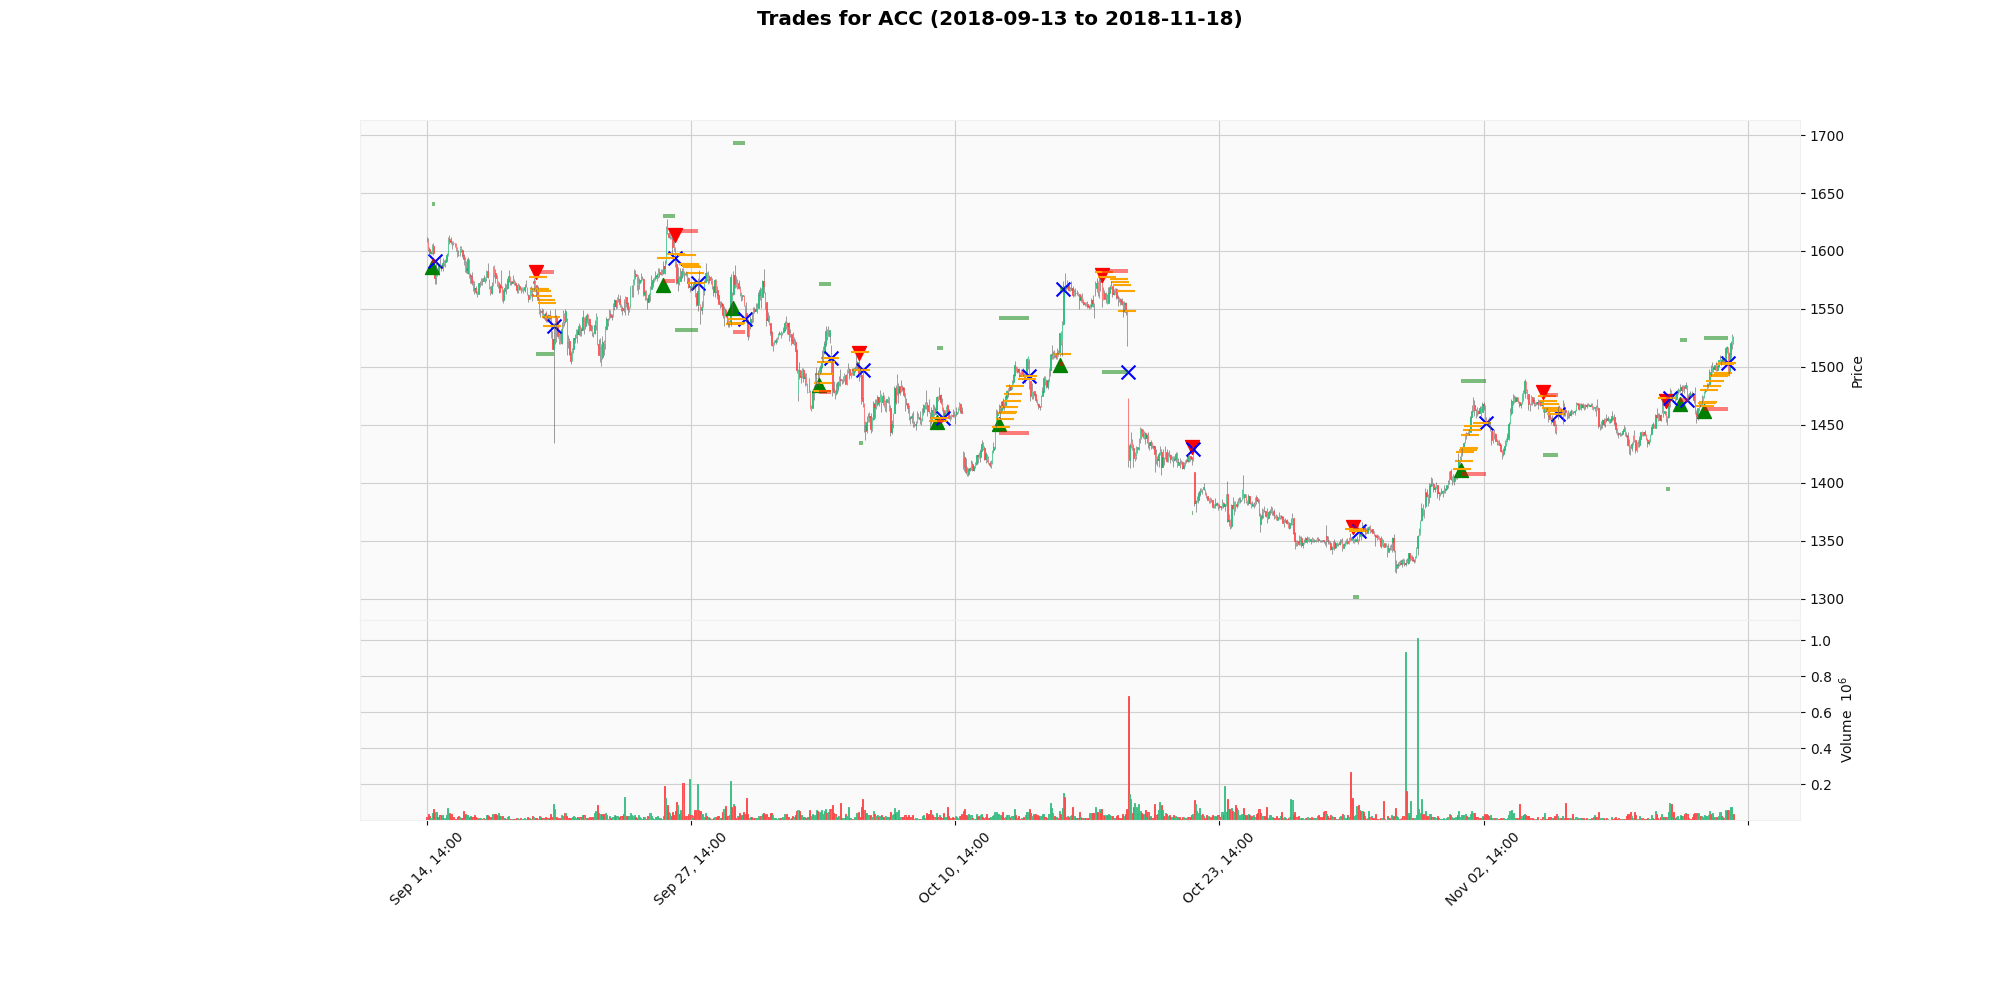 Trades for ACC (2018-09-13 to 2018-11-18)
1700
1650
1600
1550
1500
1450
1400
1350
1300
Price
1.0
0.8
0.6
0.4
0.2
Volume 10⁶
Sep 14, 14:00
Sep 27, 14:00
Oct 10, 14:00
Oct 23, 14:00
Nov 02, 14:00